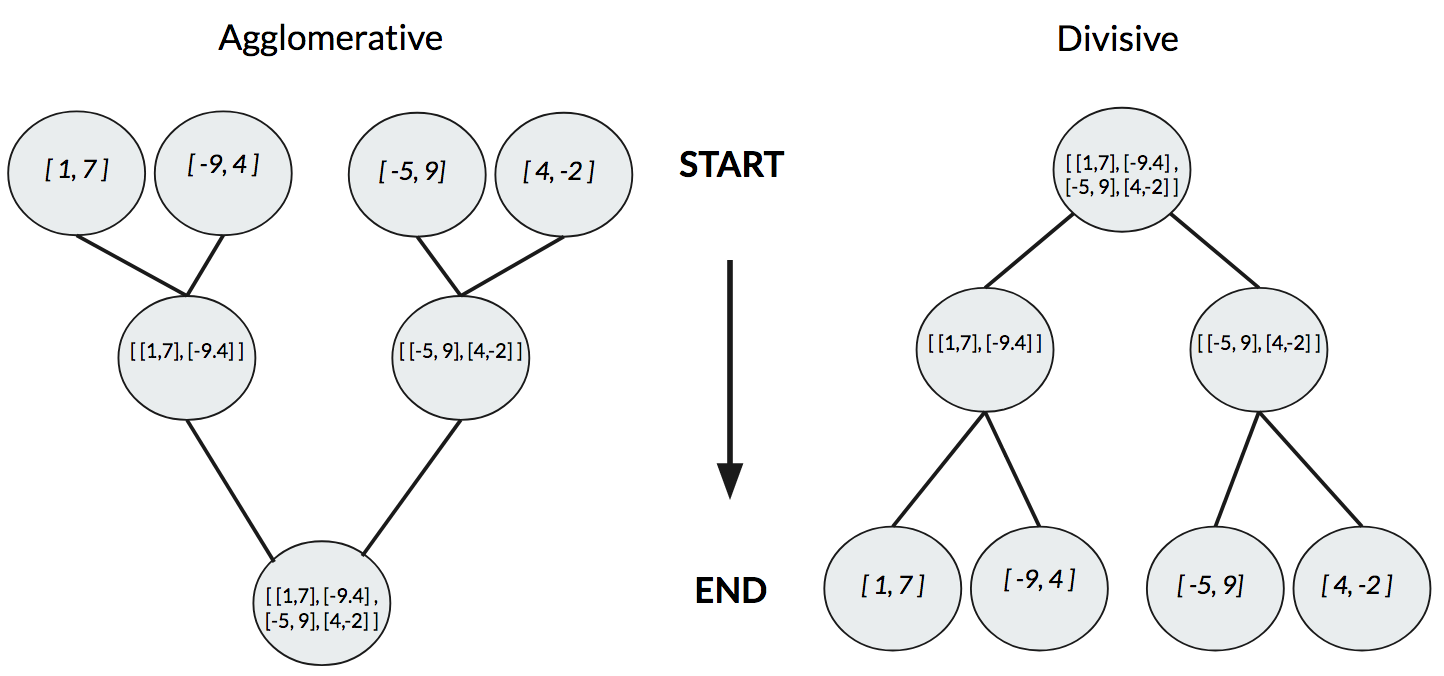 Agglomerative
Divisive
[ 1, 7 ]
[ -9, 4 ]
[ -5, 9]
[ 4, -2 ]
START
[ [1,7], [-9.4] ,
[-5, 9], [4,-2] ]
[ [1,7], [-9.4] ]
[ [-5, 9], [4,-2] ]
[ [1,7], [-9.4] ]
[ [-5, 9], [4,-2] ]
[ [1,7], [-9.4] ,
[-5, 9], [4,-2] ]
END
[ 1, 7 ]
[ -9, 4 ]
[ -5, 9]
[ 4, -2 ]